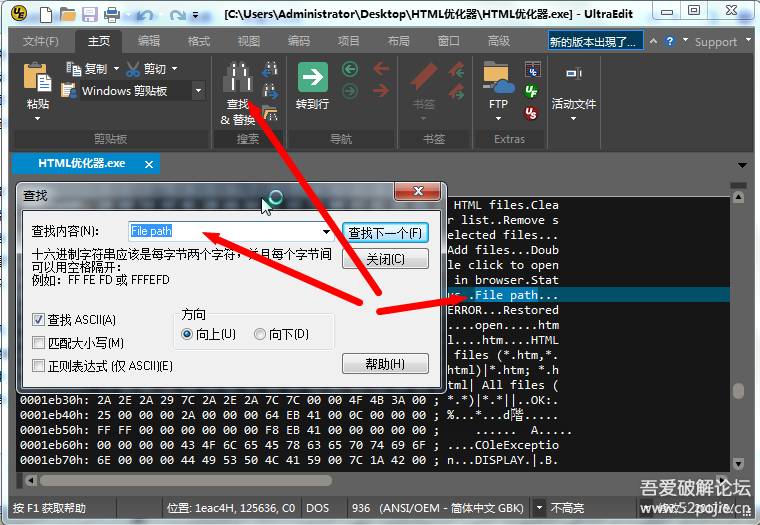 [C:\Users\Administrator\Desktop\HTML优化器\HTML优化器.exe] - UltraEdit
文件(F) 主页 编辑 格式 视图 编码 项目 布局 窗口 高级 新的版本出现了... Support
粘贴 复制 剪切 Windows 剪贴板
查找 & 替换 转到行 书签 FTP 活动文件
剪贴板 搜索 导航 书签 Extras
HTML优化器.exe
查找
查找内容(N): File path 查找下一个(F)
十六进制字符串应该是每字节两个字符，并且每个字节间可以用空格隔开:
例如: FF FE FD 或 FFFEFD
关闭(C)
查找 ASCII(A)
匹配大小写(M)
正则表达式 (仅 ASCII)(E)
方向
向上(U) 向下(D)
帮助(H)
HTML files.Clea
r list..Remove s
elected files...
Add files...Doub
le click to open
in browser.Stat
us..File path...
ERROR...Restored
....open.....htm
l....htm....HTML
files (*.htm,*.
html)|*.htm; *.h
tml| All files (
0001eb30h: 2A 2E 2A 29 7C 2A 2E 2A 7C 7C 00 00 4F 4B 3A 00 ; *.*)|*.*||..OK:.
0001eb40h: 25 00 00 00 2A 00 00 00 64 EB 41 00 0C 00 00 00 ;
0001eb50h: FF FF 00 00 00 00 00 00 F8 EB 41 00 00 00 00 00 ;
0001eb60h: 00 00 00 00 43 4F 6C 65 45 78 63 65 70 74 69 6F ; ....COleExceptio
0001eb70h: 6E 00 00 00 44 49 53 50 4C 41 59 00 7C 1A 42 00 ; n...DISPLAY.|.B.
按 F1 获取帮助 位置: 1eac4H, 125636, C0 DOS 936 (ANSI/OEM - 简体中文 GBK) 不高亮
吾爱破解论坛
www.52pojie.cn